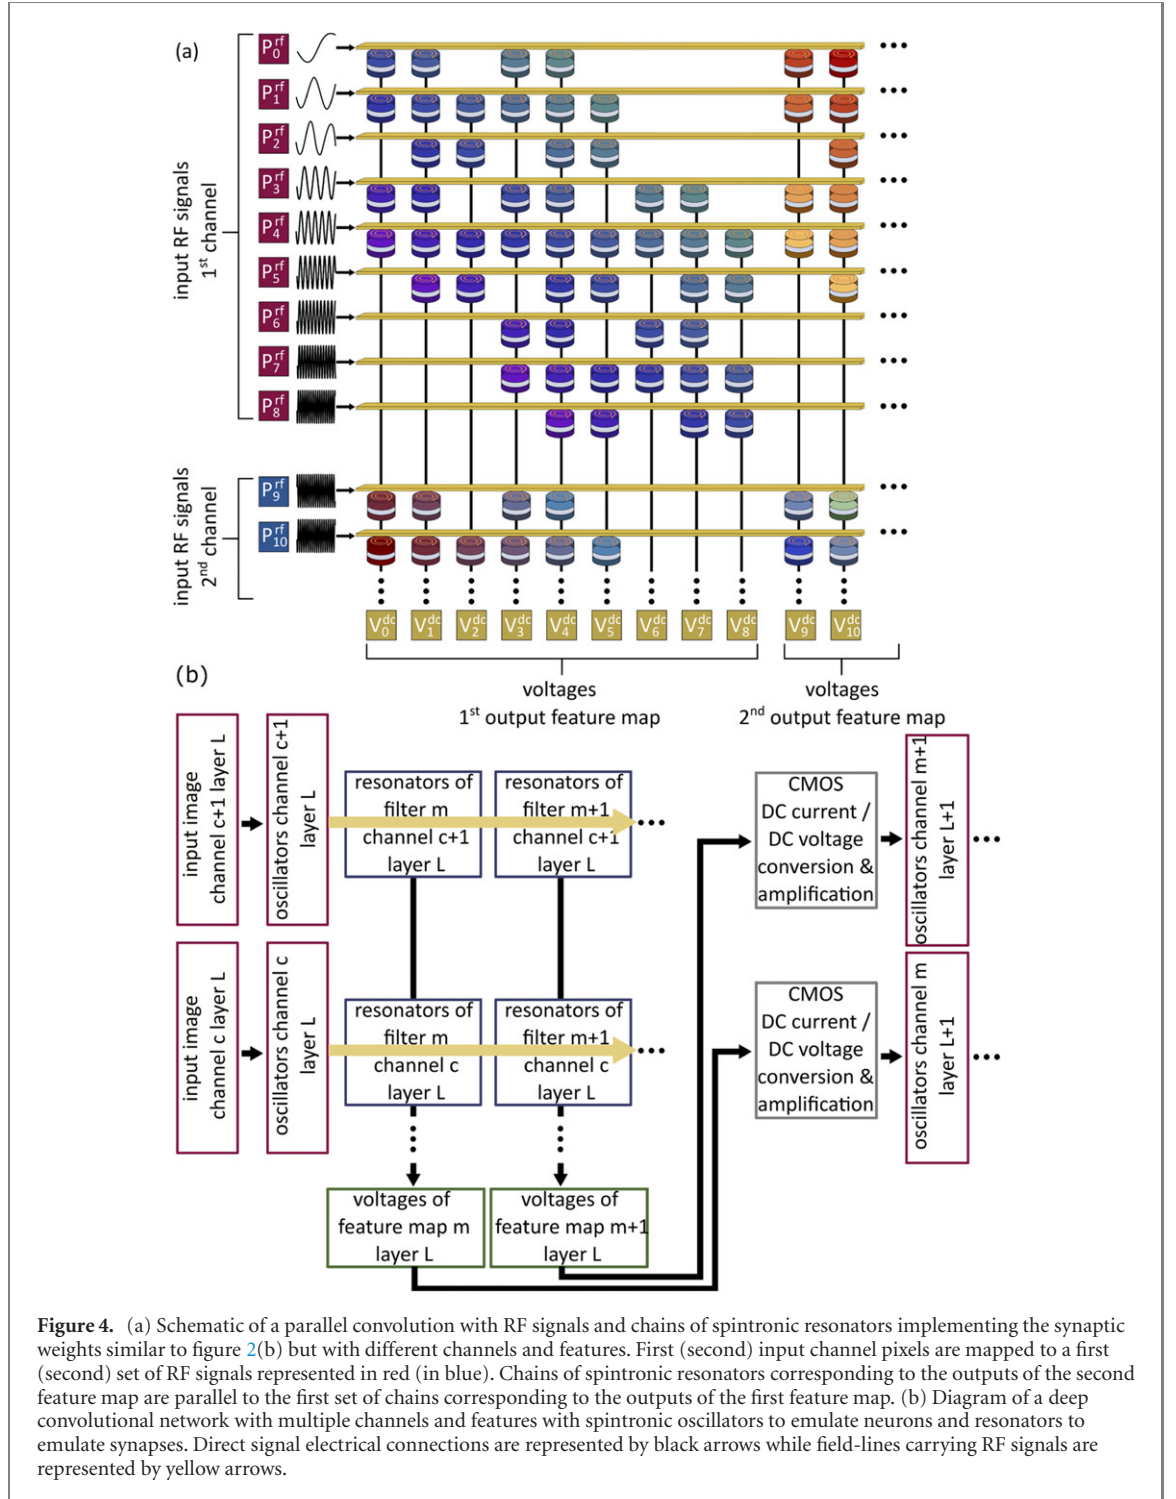 (a)
P0rf
P1rf
P2rf
P3rf
P4rf
P5rf
P6rf
P7rf
P8rf
input RF signals
1st channel
P9rf
P10rf
input RF signals
2nd channel
V0dc V1dc V2dc V3dc V4dc V5dc V6dc V7dc V8dc V9dc V10dc
voltages
1st output feature map
voltages
2nd output feature map
(b)
input image
channel c+1 layer L
oscillators channel c+1
layer L
resonators of
filter m
channel c+1
layer L
resonators of
filter m+1
channel c+1
layer L
CMOS
DC current /
DC voltage
conversion &
amplification
oscillators channel m+1
layer L+1
input image
channel c layer L
oscillators channel c
layer L
resonators of
filter m
channel c
layer L
resonators of
filter m+1
channel c
layer L
CMOS
DC current /
DC voltage
conversion &
amplification
oscillators channel m
layer L+1
voltages of
feature map m
layer L
voltages of
feature map m+1
layer L
Figure 4. (a) Schematic of a parallel convolution with RF signals and chains of spintronic resonators implementing the synaptic
weights similar to figure 2(b) but with different channels and features. First (second) input channel pixels are mapped to a first
(second) set of RF signals represented in red (in blue). Chains of spintronic resonators corresponding to the outputs of the second
feature map are parallel to the first set of chains corresponding to the outputs of the first feature map. (b) Diagram of a deep
convolutional network with multiple channels and features with spintronic oscillators to emulate neurons and resonators to
emulate synapses. Direct signal electrical connections are represented by black arrows while field-lines carrying RF signals are
represented by yellow arrows.